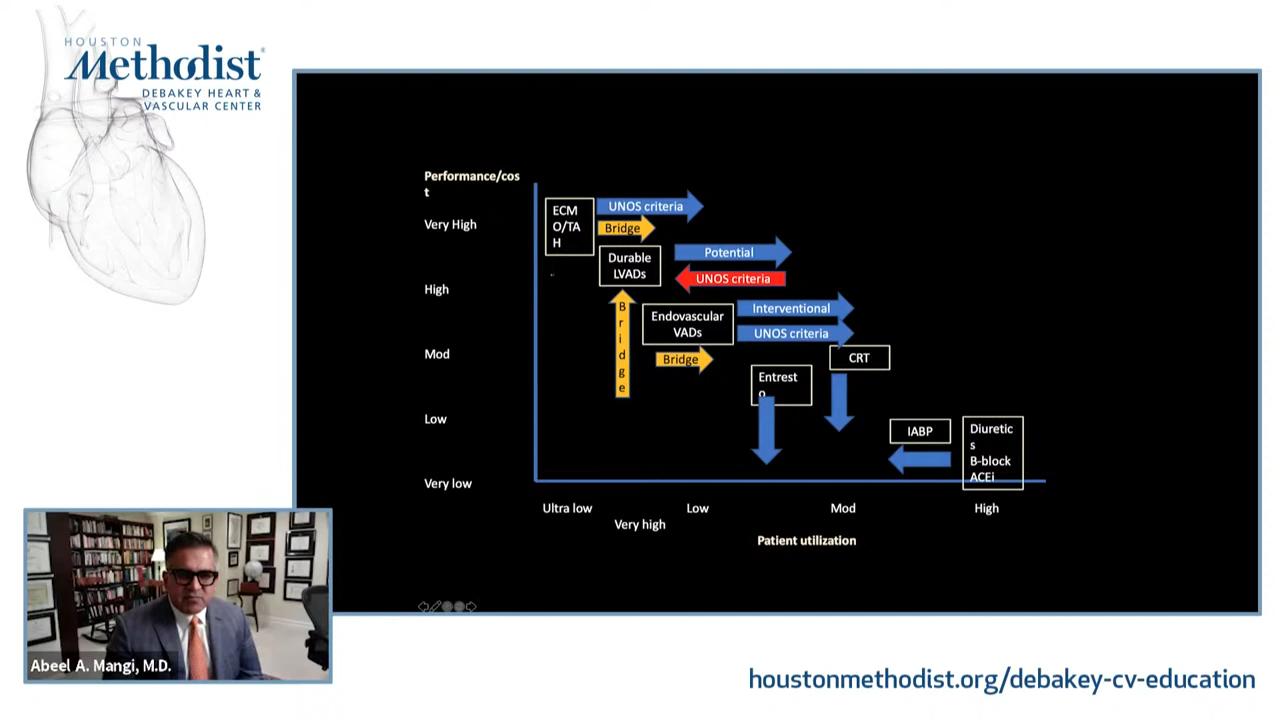 HOUSTON
Methodist®
DEBAKEY HEART &
VASCULAR CENTER
Performance/cos
t
Very High
High
Mod
Low
Very low
ECM
O/TA
H
UNOS criteria
Bridge
Durable
LVADs
Potential
UNOS criteria
B
r
i
d
g
e
Endovascular
VADs
Interventional
UNOS criteria
Bridge
CRT
Entrest
o
IABP
Diuretic
s
B-block
ACEi
Ultra low
Very high
Low
Mod
High
Patient utilization
Abeel A. Mangi, M.D.
houstonmethodist.org/debakey-cv-education